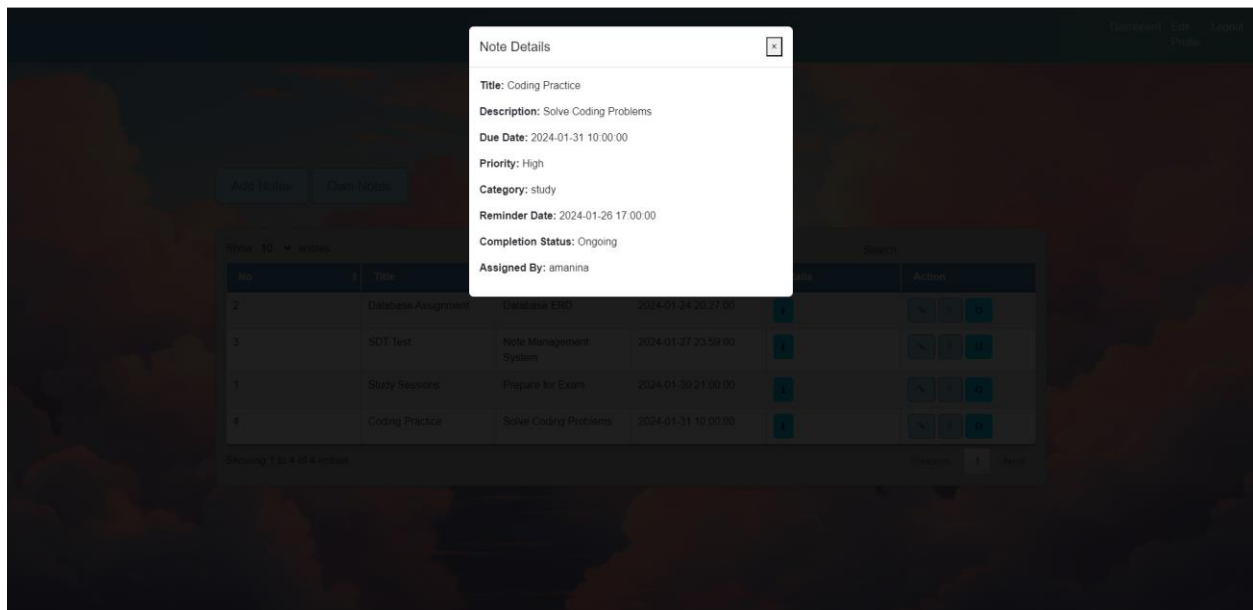 Dashboard Edit Logout
Profile
Note Details
×
Title: Coding Practice
Description: Solve Coding Problems
Due Date: 2024-01-31 10:00:00
Priority: High
Category: study
Reminder Date: 2024-01-26 17:00:00
Completion Status: Ongoing
Assigned By: amanina
Add Notes Own Notes
Show 10 entries
Search
No Title Action
2 Database Assignment Database ERD 2024-01-24 20:27:00
3 SDT Test Note Management 2024-01-27 23:59:00
System
1 Study Sessions Prepare for Exam 2024-01-30 21:00:00
4 Coding Practice Solve Coding Problems 2024-01-31 10:00:00
Showing 1 to 4 of 4 entries
Previous 1 Next